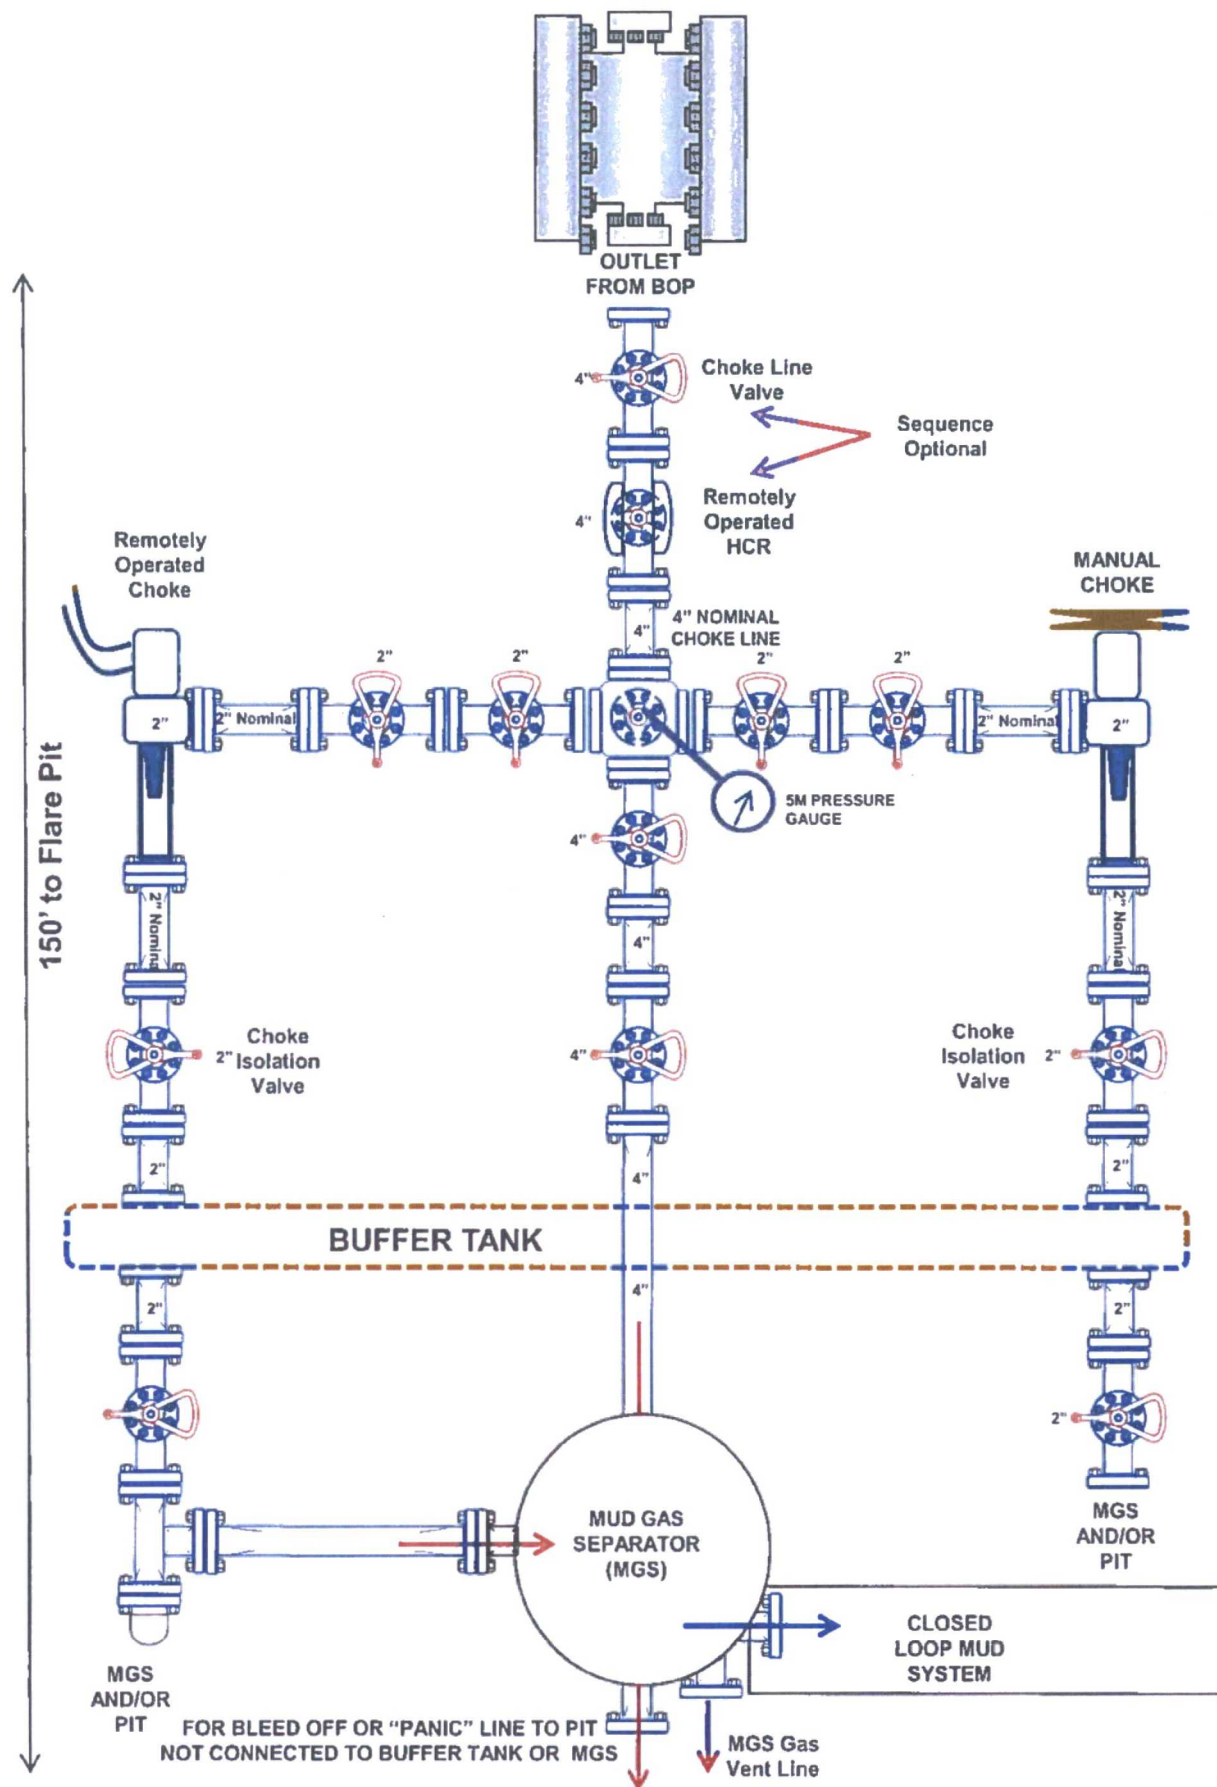 OUTLET
FROM BOP
4"
Choke Line
Valve
Sequence
Optional
4"
Remotely
Operated
HCR
Remotely
Operated
Choke
MANUAL
CHOKE
4"
4" NOMINAL
CHOKE LINE
2"
2"
2"
2"
2"
2" Nominal
2" Nominal
2"
5M PRESSURE
GAUGE
4"
150' to Flare Pit
2" Nominal
4"
2" Nominal
2"
Choke
Isolation
Valve
4"
Choke
Isolation
Valve
2"
2"
4"
2"
BUFFER TANK
2"
4"
2"
2"
MUD GAS
SEPARATOR
(MGS)
MGS
AND/OR
PIT
CLOSED
LOOP MUD
SYSTEM
MGS
AND/OR
PIT
FOR BLEED OFF OR "PANIC" LINE TO PIT
NOT CONNECTED TO BUFFER TANK OR MGS
MGS Gas
Vent Line